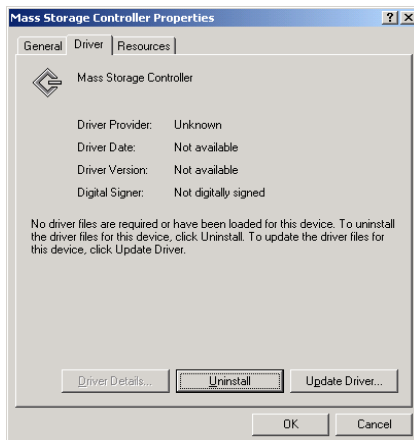 Mass Storage Controller Properties
General Driver Resources
Mass Storage Controller
Driver Provider: Unknown
Driver Date: Not available
Driver Version: Not available
Digital Signer: Not digitally signed
No driver files are required or have been loaded for this device. To uninstall
the driver files for this device, click Uninstall. To update the driver files for
this device, click Update Driver.
Driver Details... Uninstall Update Driver...
OK Cancel